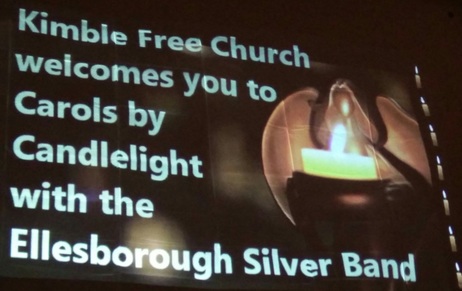 Kimble Free Church
welcomes you to
Carols by
Candlelight
with the
Ellesborough Silver Band